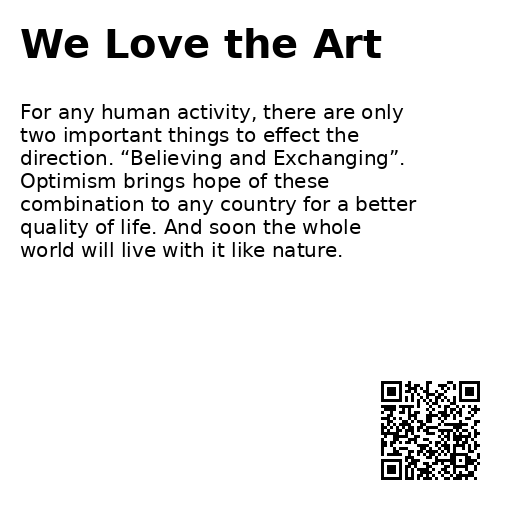 We Love the Art
For any human activity, there are only
two important things to effect the
direction. “Believing and Exchanging”.
Optimism brings hope of these
combination to any country for a better
quality of life. And soon the whole
world will live with it like nature.